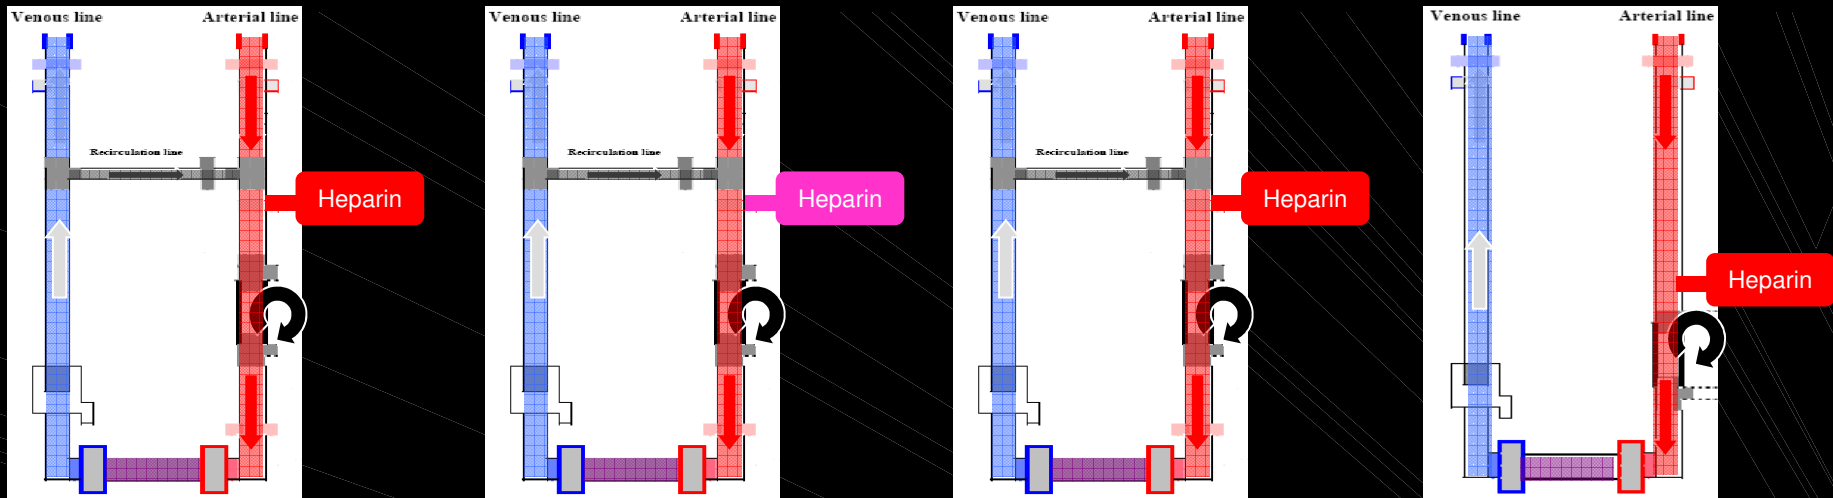 Venous line
Arterial line
Recirculation line
Heparin
Venous line
Arterial line
Recirculation line
Heparin
Venous line
Arterial line
Recirculation line
Heparin
Venous line
Arterial line
Heparin